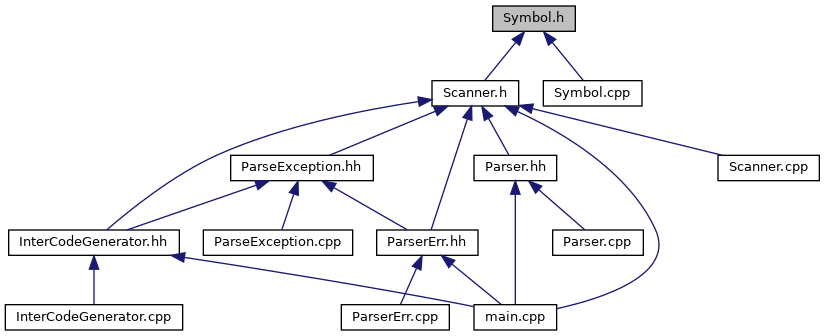 Symbol.h
Scanner.h
Symbol.cpp
ParseException.hh
Parser.hh
Scanner.cpp
InterCodeGenerator.hh
ParseException.cpp
ParserErr.hh
Parser.cpp
InterCodeGenerator.cpp
ParserErr.cpp
main.cpp